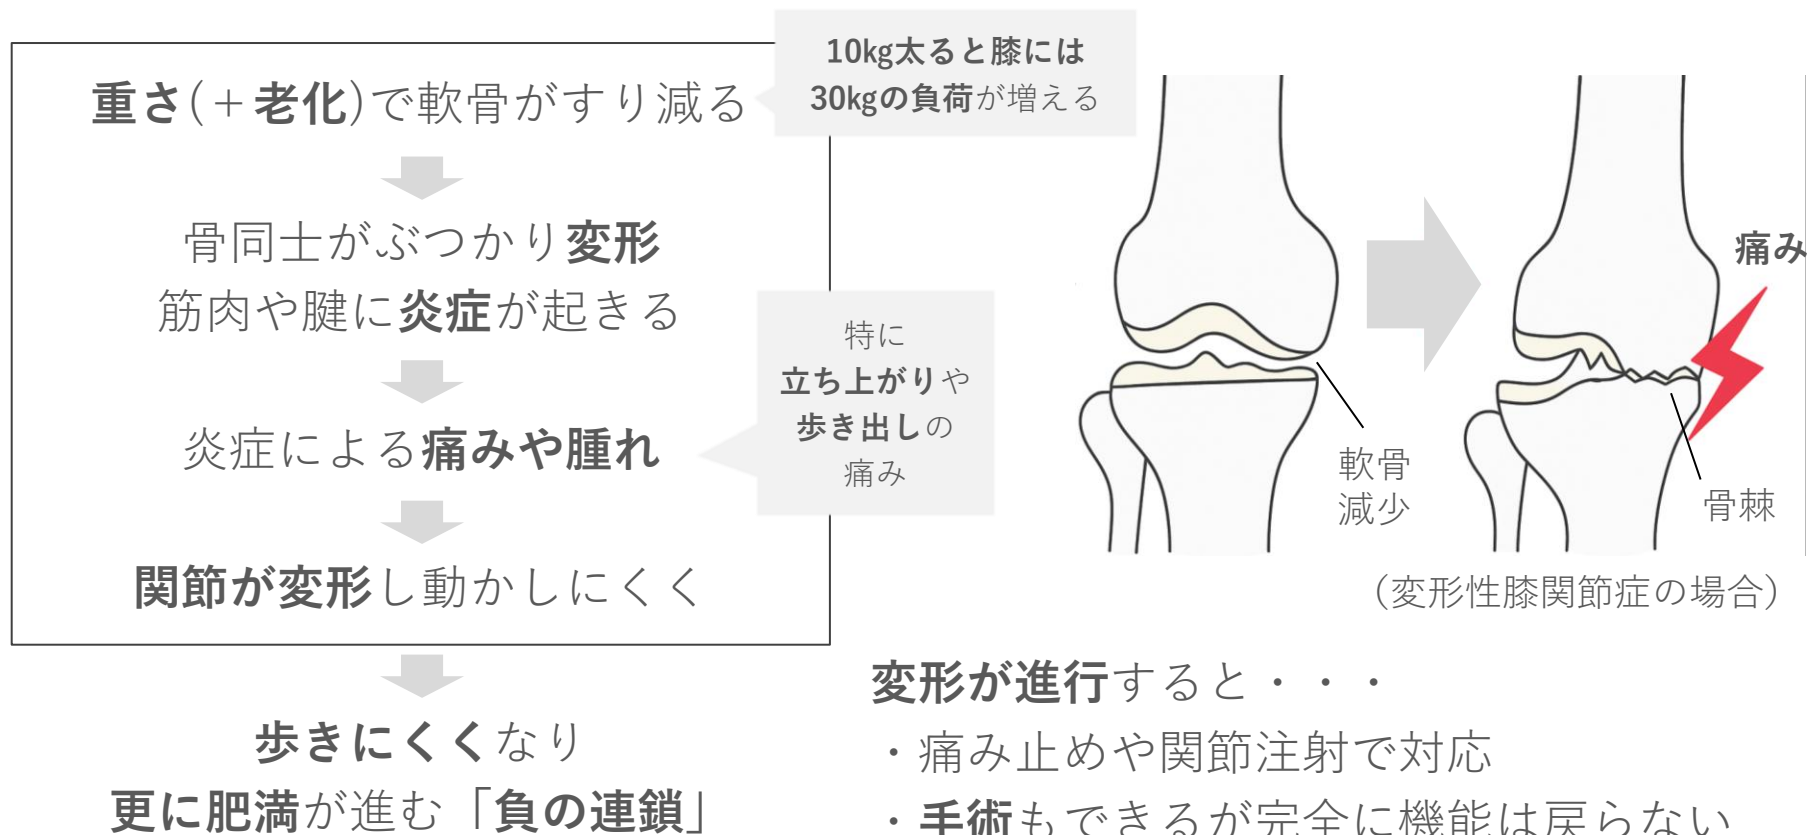 重さ(+老化)で軟骨がすり減る
10kg太ると膝には
30kgの負荷が増える
骨同士がぶつかり変形
筋肉や腱に炎症が起きる
炎症による痛みや腫れ
特に
立ち上がりや
歩き出しの
痛み
関節が変形し動かしにくく
歩きにくくなり
更に肥満が進む「負の連鎖」
痛み
軟骨
減少
骨棘
（変形性膝関節症の場合）
変形が進行すると・・・
・痛み止めや関節注射で対応
・手術もできるが完全に機能は戻らない